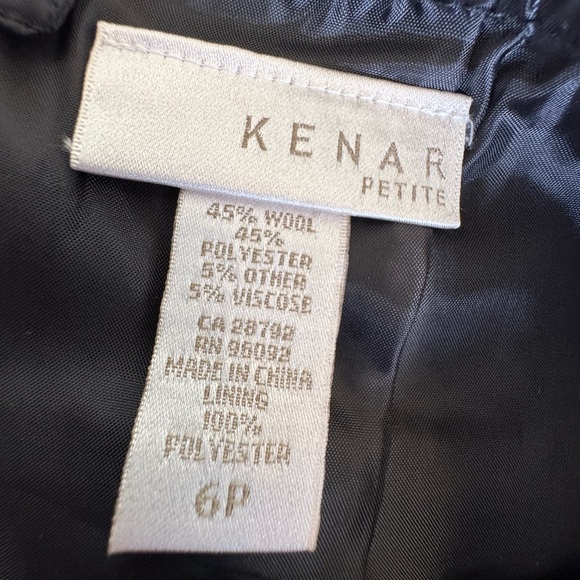 KENAR
PETITE
45% WOOL
45%
POLYESTER
5% OTHER
5% VISCOSE
CA 28792
RN 96092
MADE IN CHINA
LINING
100%
POLYESTER
6P